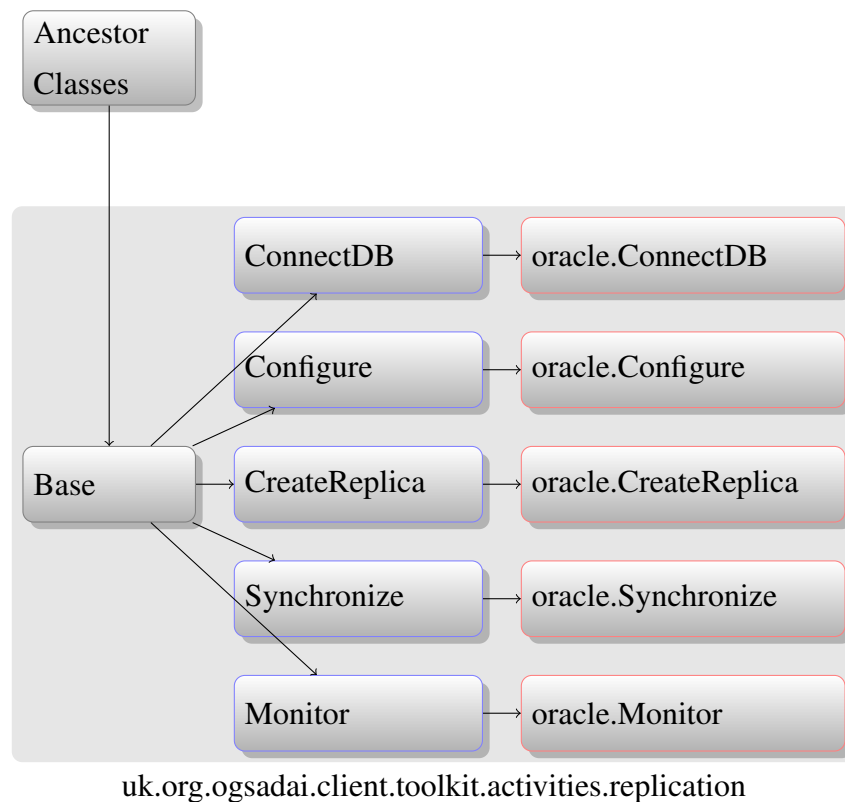 Ancestor
Classes
ConnectDB
oracle.ConnectDB
Configure
oracle.Configure
Base
CreateReplica
oracle.CreateReplica
Synchronize
oracle.Synchronize
Monitor
oracle.Monitor
uk.org.ogsadai.client.toolkit.activities.replication